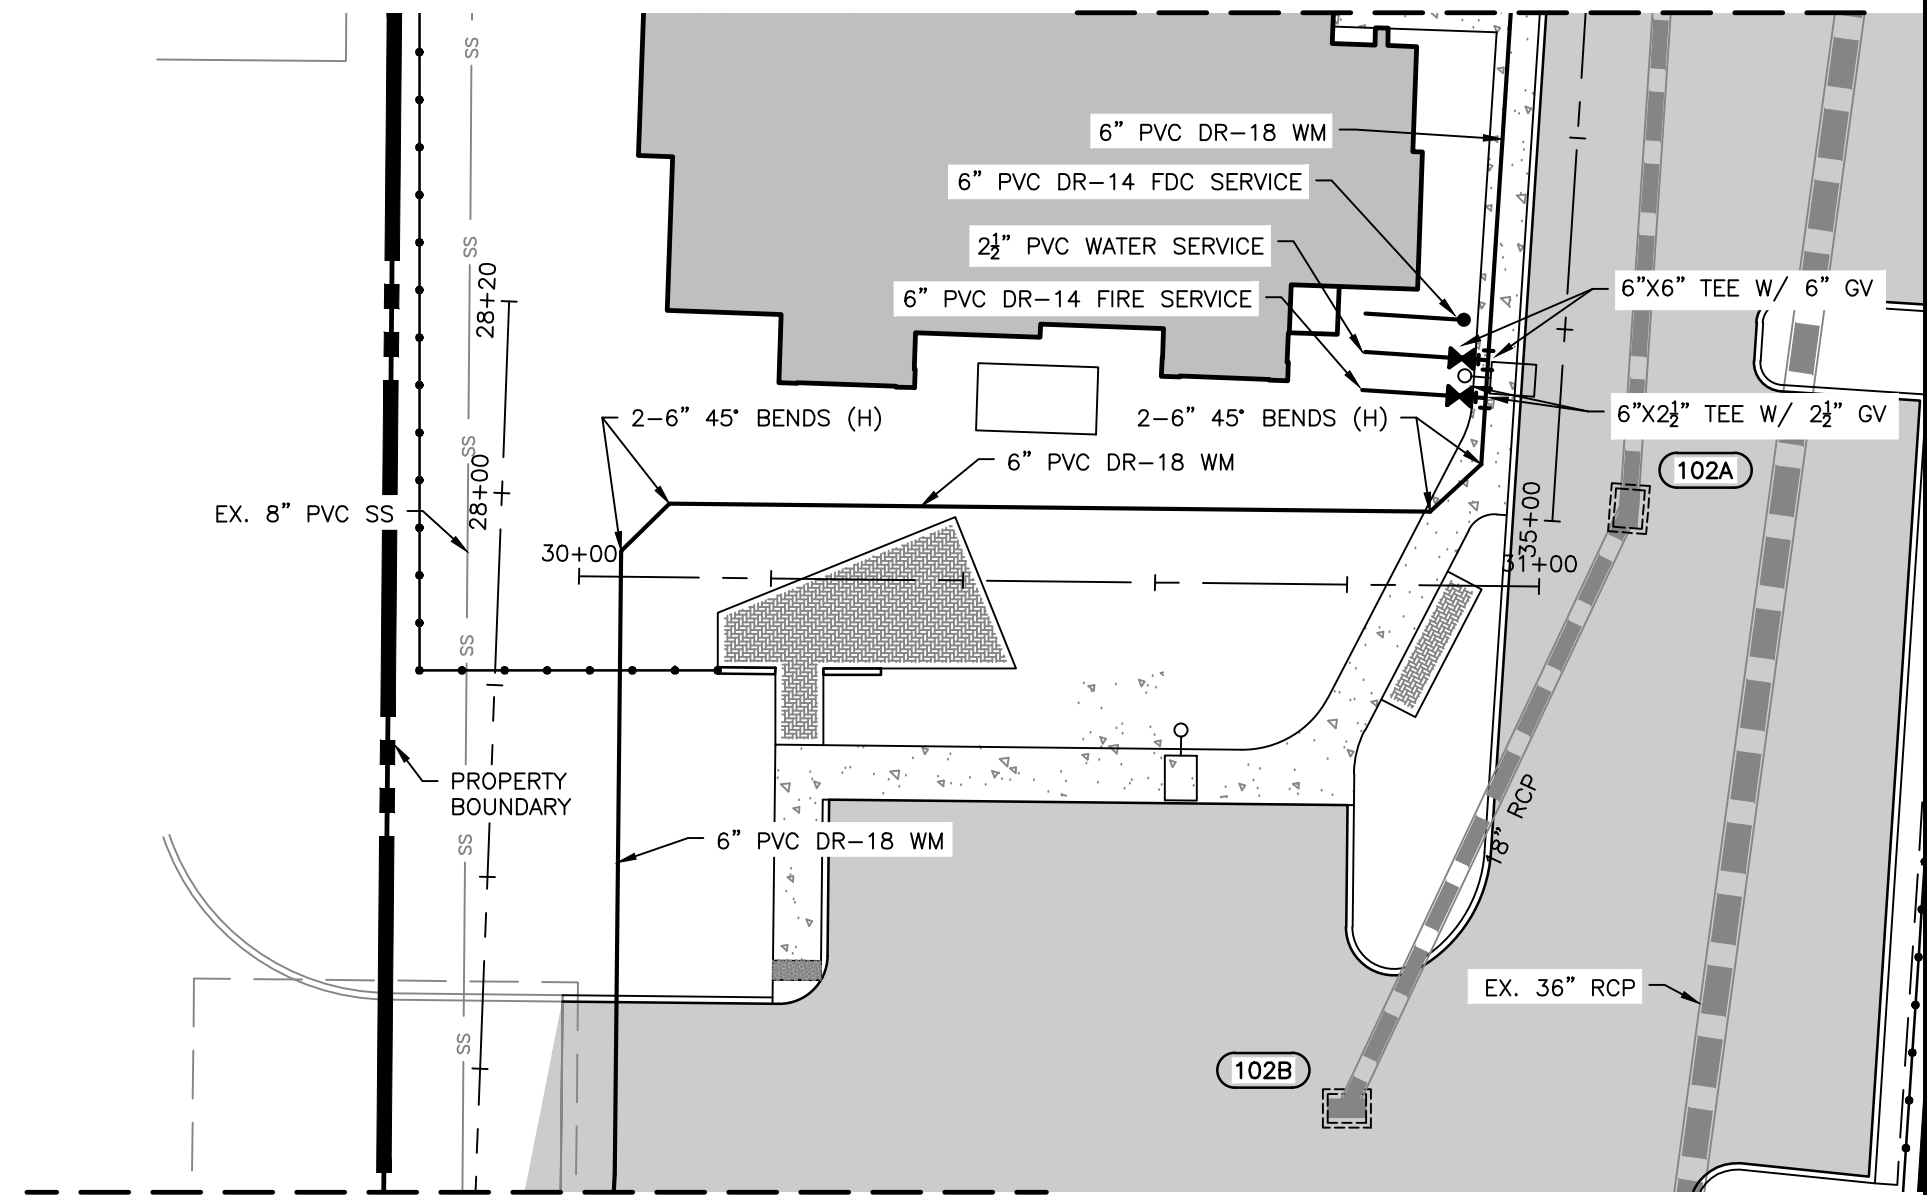 SS
6” PVC DR-18 WM
6” PVC DR-14 FDC SERVICE
SS
2½” PVC WATER SERVICE
28+20
6” PVC DR-14 FIRE SERVICE
6”X6” TEE W/ 6” GV
2-6” 45° BENDS (H)
2-6” 45° BENDS (H)
6”X2½” TEE W/ 2½” GV
SS
28+00
6” PVC DR-18 WM
102A
EX. 8” PVC SS
35+00
30+00
31+00
SS
PROPERTY
BOUNDARY
18” RCP
SS
6” PVC DR-18 WM
EX. 36” RCP
SS
102B